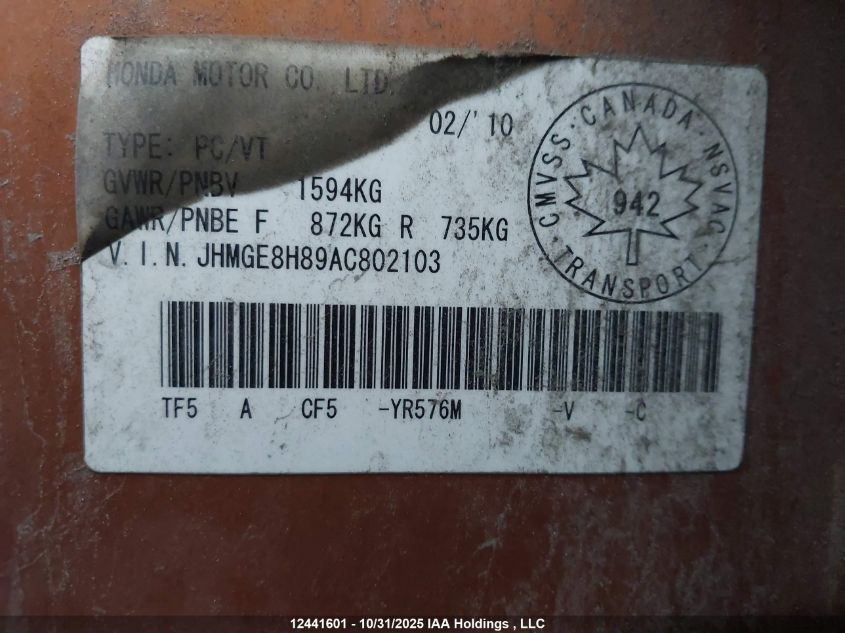 HONDA MOTOR CO. LTD.
02/'10
TYPE: PC/VT
GVWR/PNBV 1594KG
GAWR/PNBE F 872KG R 735KG
V.I.N. JHMGE8H89AC802103
CMVSS · CANADA · NSVAC · TRANSPORT ·
942
TF5 A CF5 -YR576M -V -C
12441601 - 10/31/2025 IAA Holdings , LLC